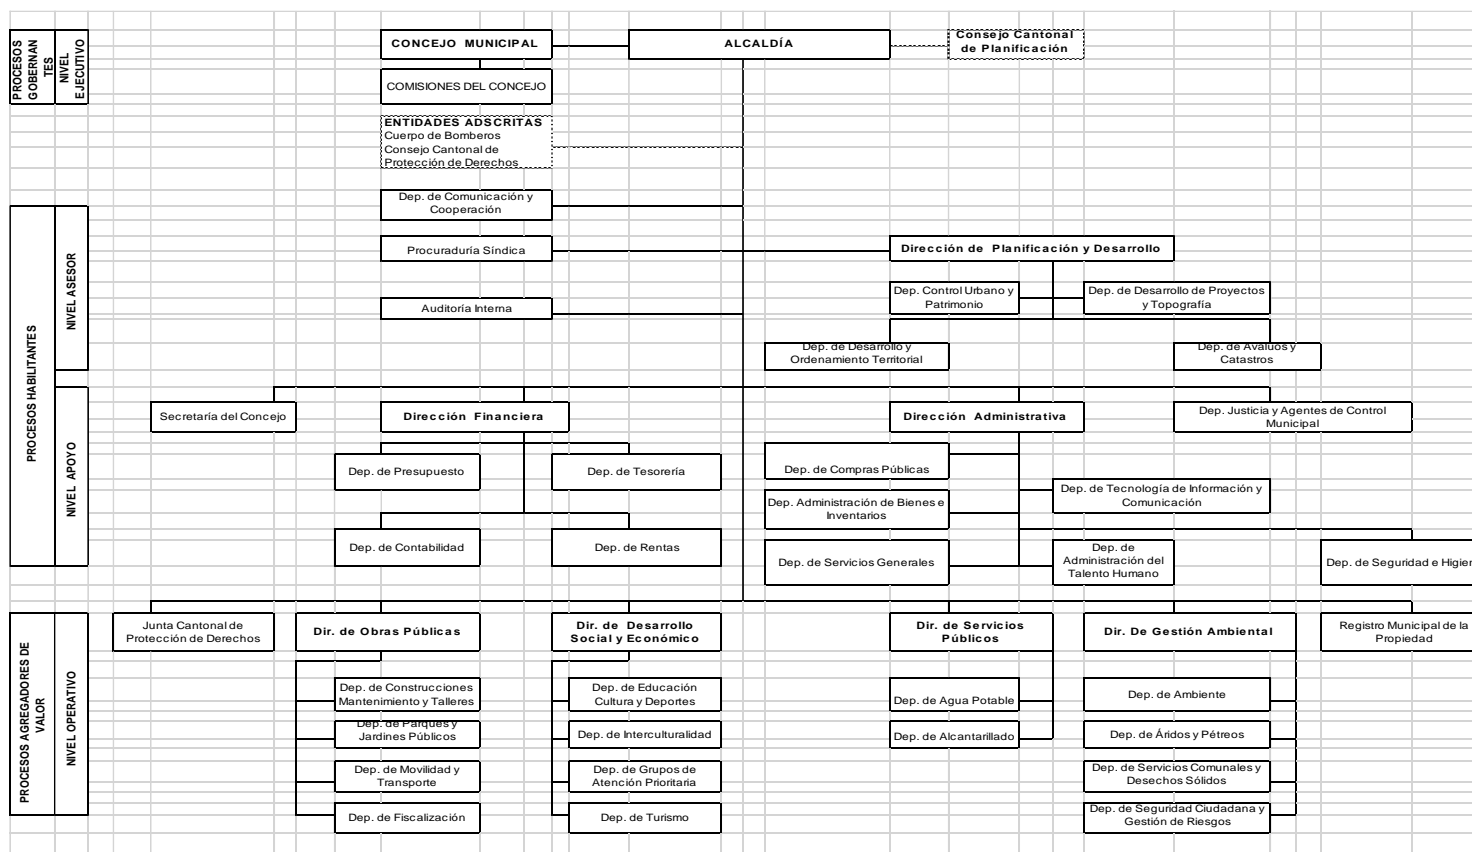 PROCESOS
GOBERNAN
TES
NIVEL
EJECUTIVO
CONCEJO MUNICIPAL
ALCALDÍA
Consejo Cantonal
de Planificación
COMISIONES DEL CONCEJO
ENTIDADES ADSCRITAS
Cuerpo de Bomberos
Consejo Cantonal de
Protección de Derechos
Dep. de Comunicación y
Cooperación
PROCESOS HABILITANTES
NIVEL ASESOR
Procuraduría Síndica
Dirección de Planificación y Desarrollo
Dep. Control Urbano y
Patrimonio
Dep. de Desarrollo de Proyectos
y Topografía
Auditoría Interna
Dep. de Desarrollo y
Ordenamiento Territorial
Dep. de Avalúos y
Catastros
NIVEL APOYO
Secretaría del Concejo
Dirección Financiera
Dirección Administrativa
Dep. Justicia y Agentes de Control
Municipal
Dep. de Presupuesto
Dep. de Tesorería
Dep. de Compras Públicas
Dep. de Tecnología de Información y
Comunicación
Dep. Administración de Bienes e
Inventarios
Dep. de Contabilidad
Dep. de Rentas
Dep. de Servicios Generales
Dep. de
Administración del
Talento Humano
Dep. de Seguridad e Higien
PROCESOS AGREGADORES DE
VALOR
NIVEL OPERATIVO
Junta Cantonal de
Protección de Derechos
Dir. de Obras Públicas
Dir. de Desarrollo
Social y Económico
Dir. de Servicios
Públicos
Dir. De Gestión Ambiental
Registro Municipal de la
Propiedad
Dep. de Construcciones
Mantenimiento y Talleres
Dep. de Educación
Cultura y Deportes
Dep. de Agua Potable
Dep. de Ambiente
Dep. de Parques y
Jardines Públicos
Dep. de Interculturalidad
Dep. de Alcantarillado
Dep. de Áridos y Pétreos
Dep. de Movilidad y
Transporte
Dep. de Grupos de
Atención Prioritaria
Dep. de Servicios Comunales y
Desechos Sólidos
Dep. de Fiscalización
Dep. de Turismo
Dep. de Seguridad Ciudadana y
Gestión de Riesgos